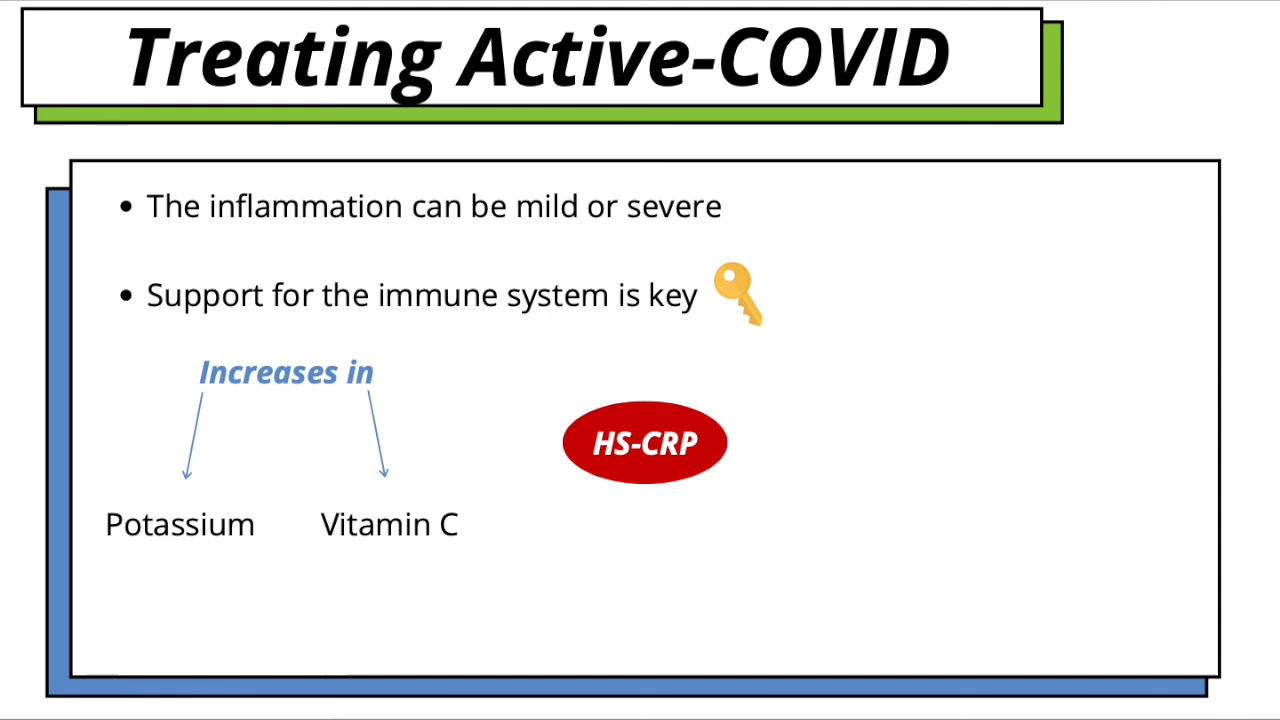 Treating Active-COVID
• The inflammation can be mild or severe
• Support for the immune system is key
Increases in
HS-CRP
Potassium Vitamin C